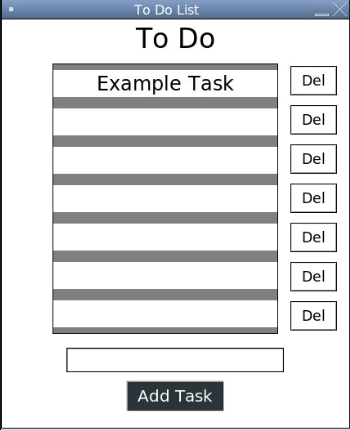 To Do List
To Do
Example Task
Del
Del
Del
Del
Del
Del
Del
Add Task